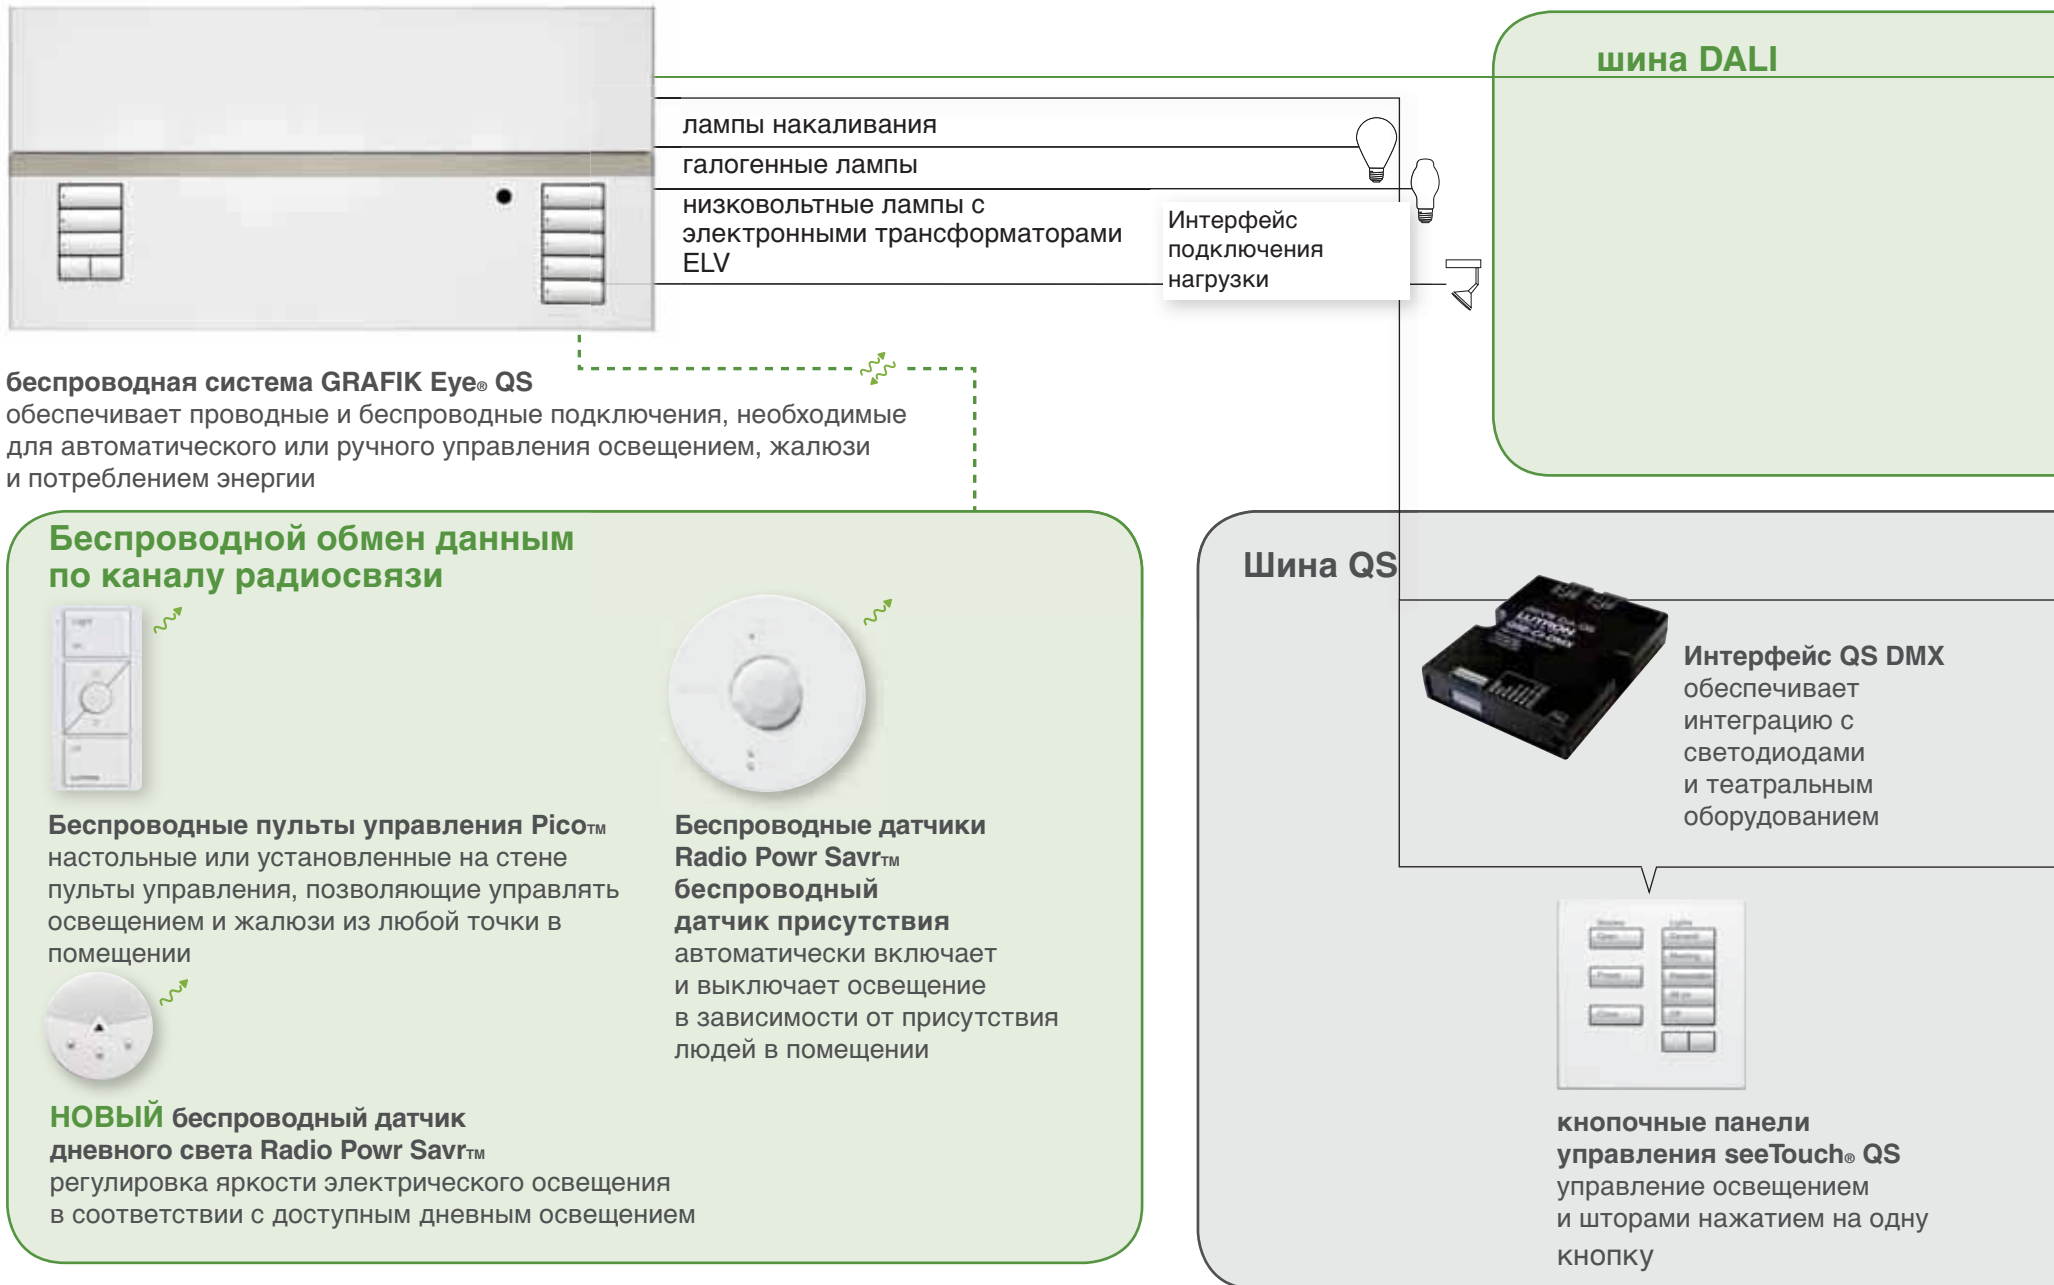 шина DALI
лампы накаливания
галогенные лампы
низковольтные лампы с
электронными трансформаторами
ELV
Интерфейс
подключения
нагрузки
беспроводная система GRAFIK Eye® QS
обеспечивает проводные и беспроводные подключения, необходимые
для автоматического или ручного управления освещением, жалюзи
и потреблением энергии
Беспроводной обмен данным
по каналу радиосвязи
Беспроводные пульты управления Pico™
настольные или установленные на стене
пульты управления, позволяющие управлять
освещением и жалюзи из любой точки в
помещении
Беспроводные датчики
Radio Powr Savr™
беспроводный
датчик присутствия
автоматически включает
и выключает освещение
в зависимости от присутствия
людей в помещении
НОВЫЙ беспроводный датчик
дневного света Radio Powr Savr™
регулировка яркости электрического освещения
в соответствии с доступным дневным освещением
Шина QS
LUTRON
Интерфейс QS DMX
обеспечивает
интеграцию с
светодиодами
и театральным
оборудованием
кнопочные панели
управления seeTouch® QS
управление освещением
и шторами нажатием на одну
кнопку